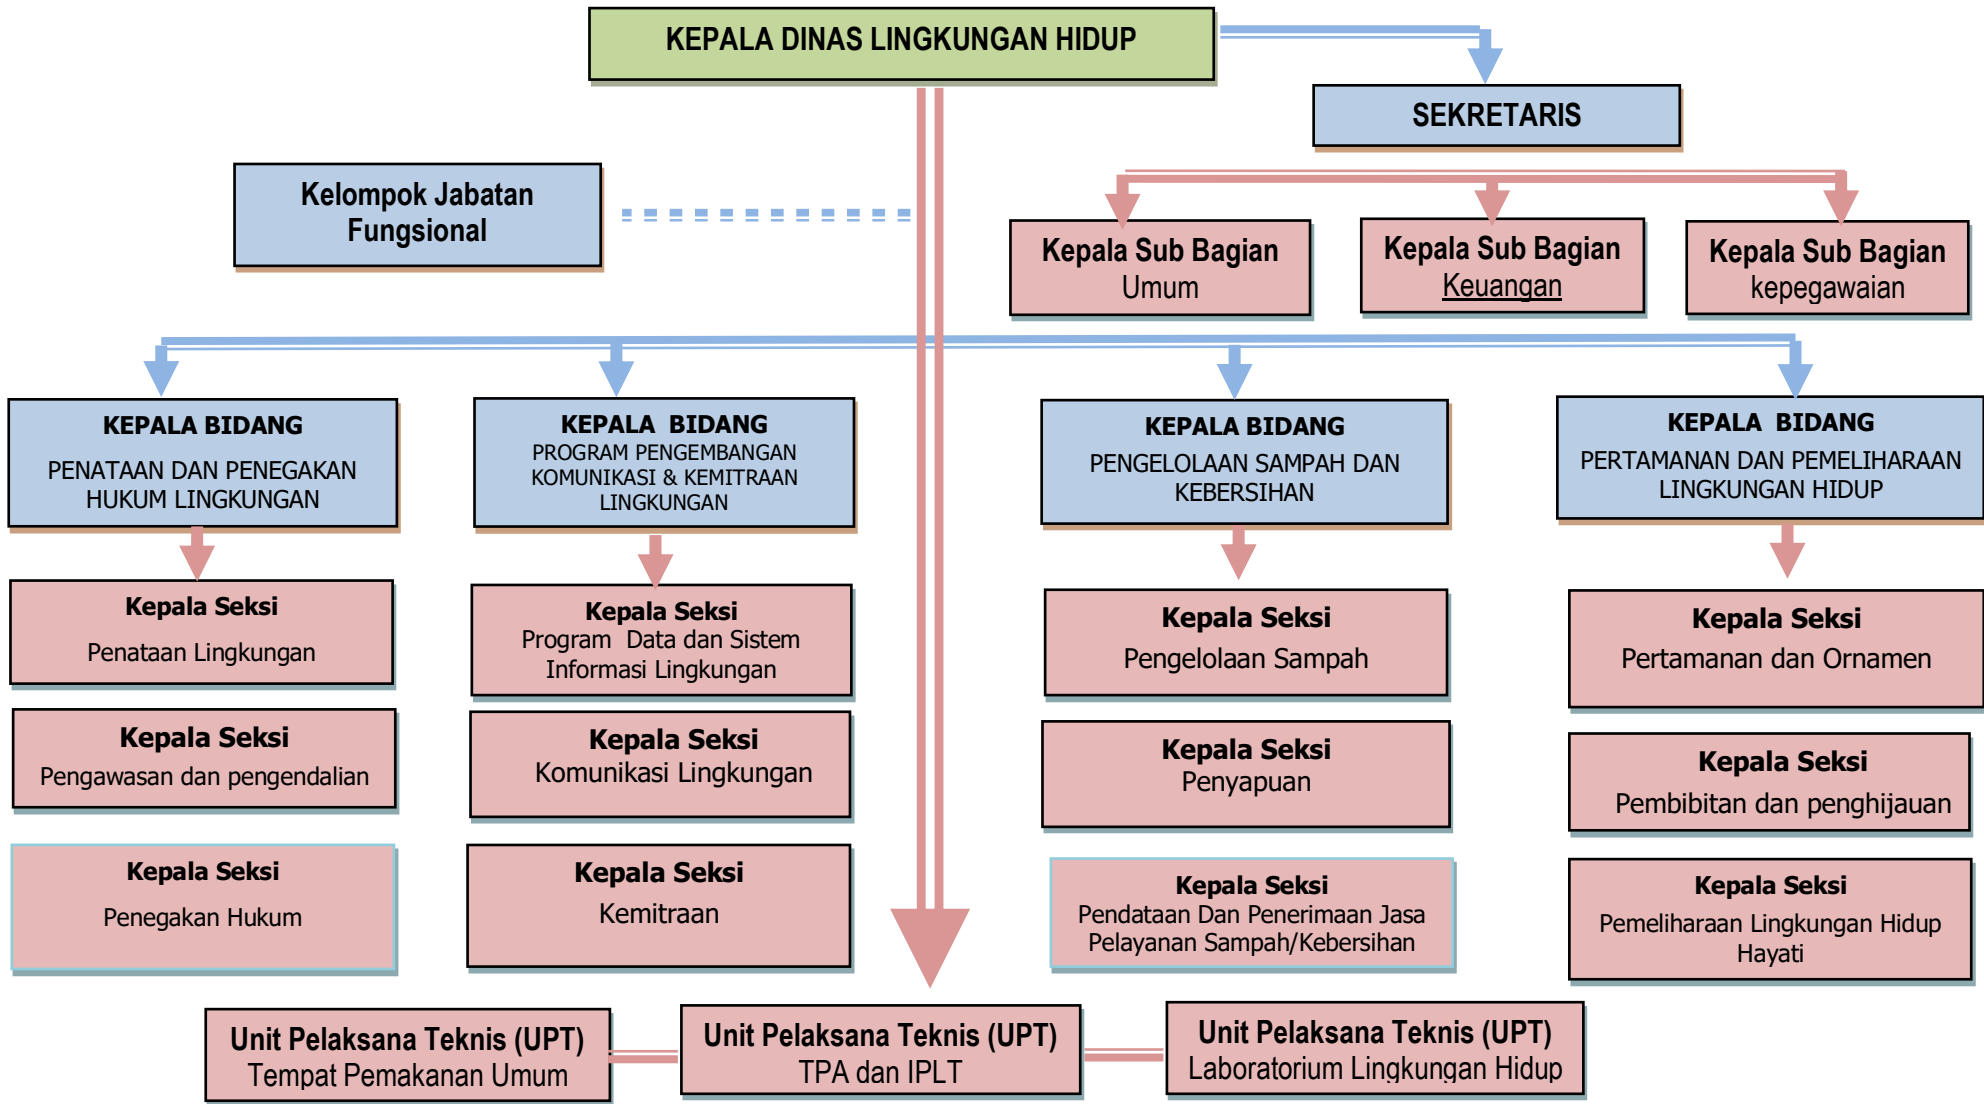 KEPALA DINAS LINGKUNGAN HIDUP
SEKRETARIS
Kelompok Jabatan
Fungsional
Kepala Sub Bagian
Umum
Kepala Sub Bagian
Keuangan
Kepala Sub Bagian
kepegawaian
KEPALA BIDANG
PENATAAN DAN PENEGAKAN
HUKUM LINGKUNGAN
KEPALA BIDANG
PROGRAM PENGEMBANGAN
KOMUNIKASI & KEMITRAAN
LINGKUNGAN
KEPALA BIDANG
PENGELOLAAN SAMPAH DAN
KEBERSIHAN
KEPALA BIDANG
PERTAMANAN DAN PEMELIHARAAN
LINGKUNGAN HIDUP
Kepala Seksi
Penataan Lingkungan
Kepala Seksi
Program Data dan Sistem
Informasi Lingkungan
Kepala Seksi
Pengelolaan Sampah
Kepala Seksi
Pertamanan dan Ornamen
Kepala Seksi
Pengawasan dan pengendalian
Kepala Seksi
Komunikasi Lingkungan
Kepala Seksi
Penyapuan
Kepala Seksi
Pembibitan dan penghijauan
Kepala Seksi
Penegakan Hukum
Kepala Seksi
Kemitraan
Kepala Seksi
Pendataan Dan Penerimaan Jasa
Pelayanan Sampah/Kebersihan
Kepala Seksi
Pemeliharaan Lingkungan Hidup
Hayati
Unit Pelaksana Teknis (UPT)
Tempat Pemakanan Umum
Unit Pelaksana Teknis (UPT)
TPA dan IPLT
Unit Pelaksana Teknis (UPT)
Laboratorium Lingkungan Hidup